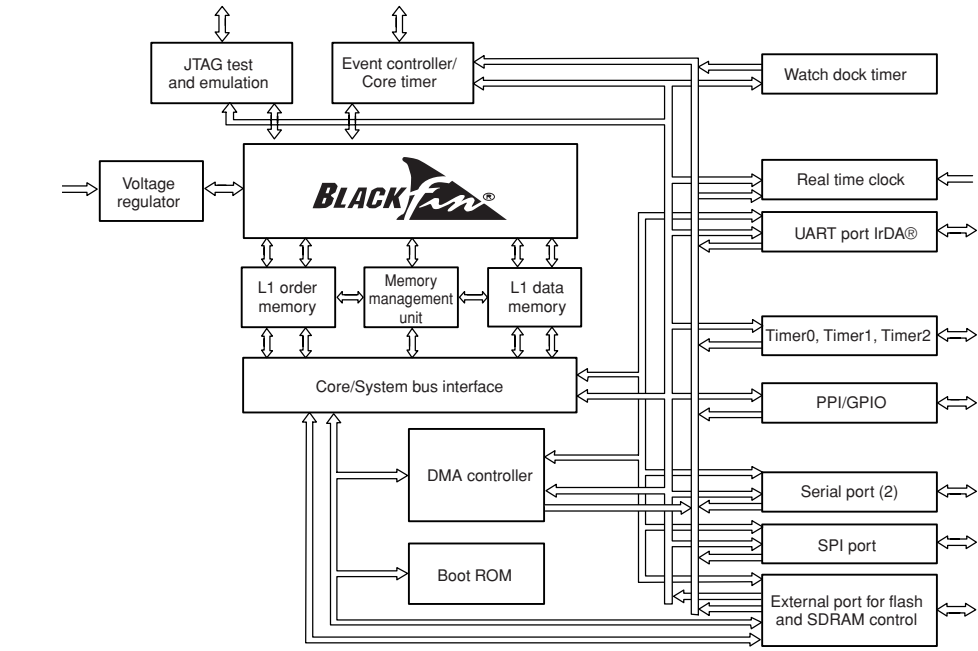 JTAG test
and emulation
Event controller/
Core timer
Watch dock timer
Voltage
regulator
BLACKfin®
Real time clock
UART port IrDA®
L1 order
memory
Memory
management
unit
L1 data
memory
Timer0, Timer1, Timer2
Core/System bus interface
PPI/GPIO
DMA controller
Serial port (2)
SPI port
Boot ROM
External port for flash
and SDRAM control